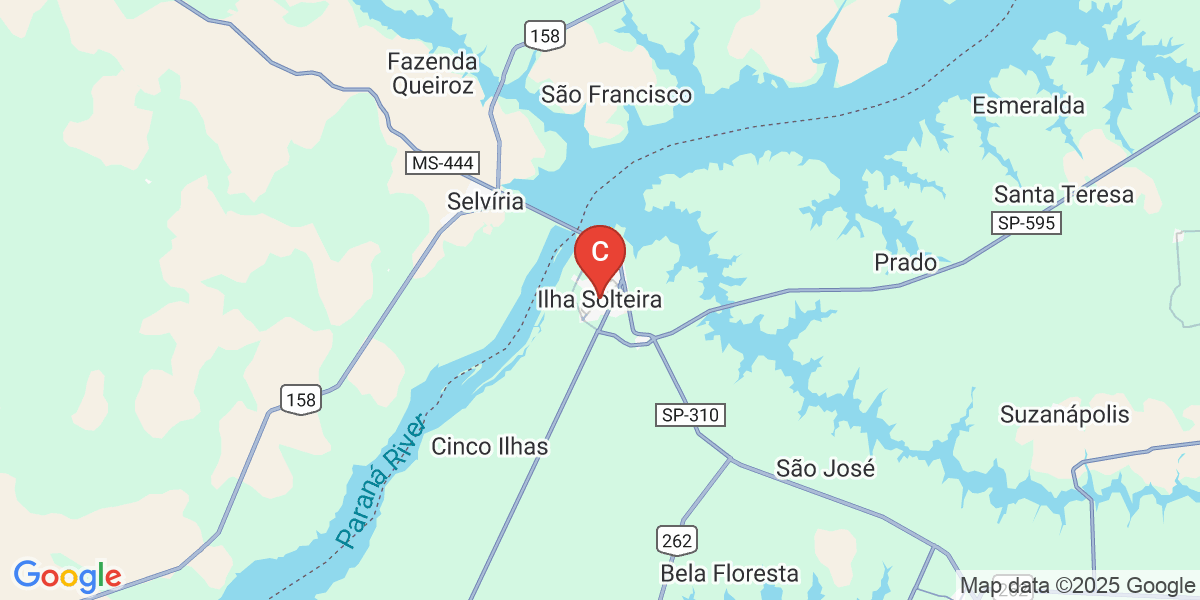 158
Fazenda
Queiroz
São Francisco
Esmeralda
MS-444
Selvíria
Santa Teresa
SP-595
C
Prado
Ilha Solteira
158
SP-310
Suzanápolis
Paraná River
Cinco Ilhas
São José
262
Bela Floresta
Google
Map data ©2025 Google